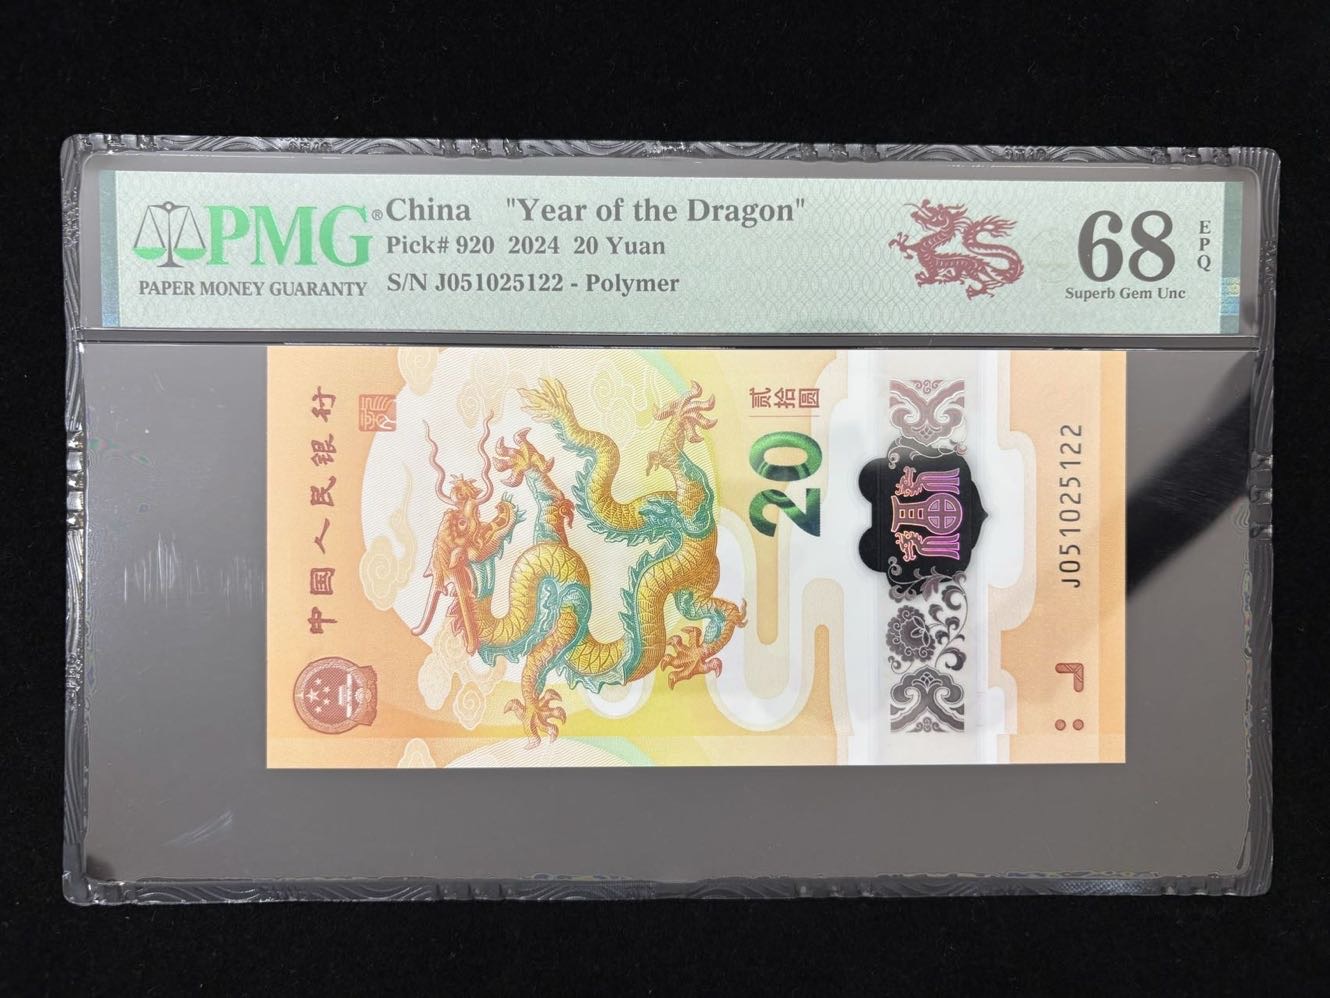 PMG®
PAPER MONEY GUARANTY
China "Year of the Dragon"
Pick# 920 2024 20 Yuan
S/N J051025122 - Polymer
68
EPQ
Superb Gem Unc
中国人民银行
贰拾圆
20
福
J051025122